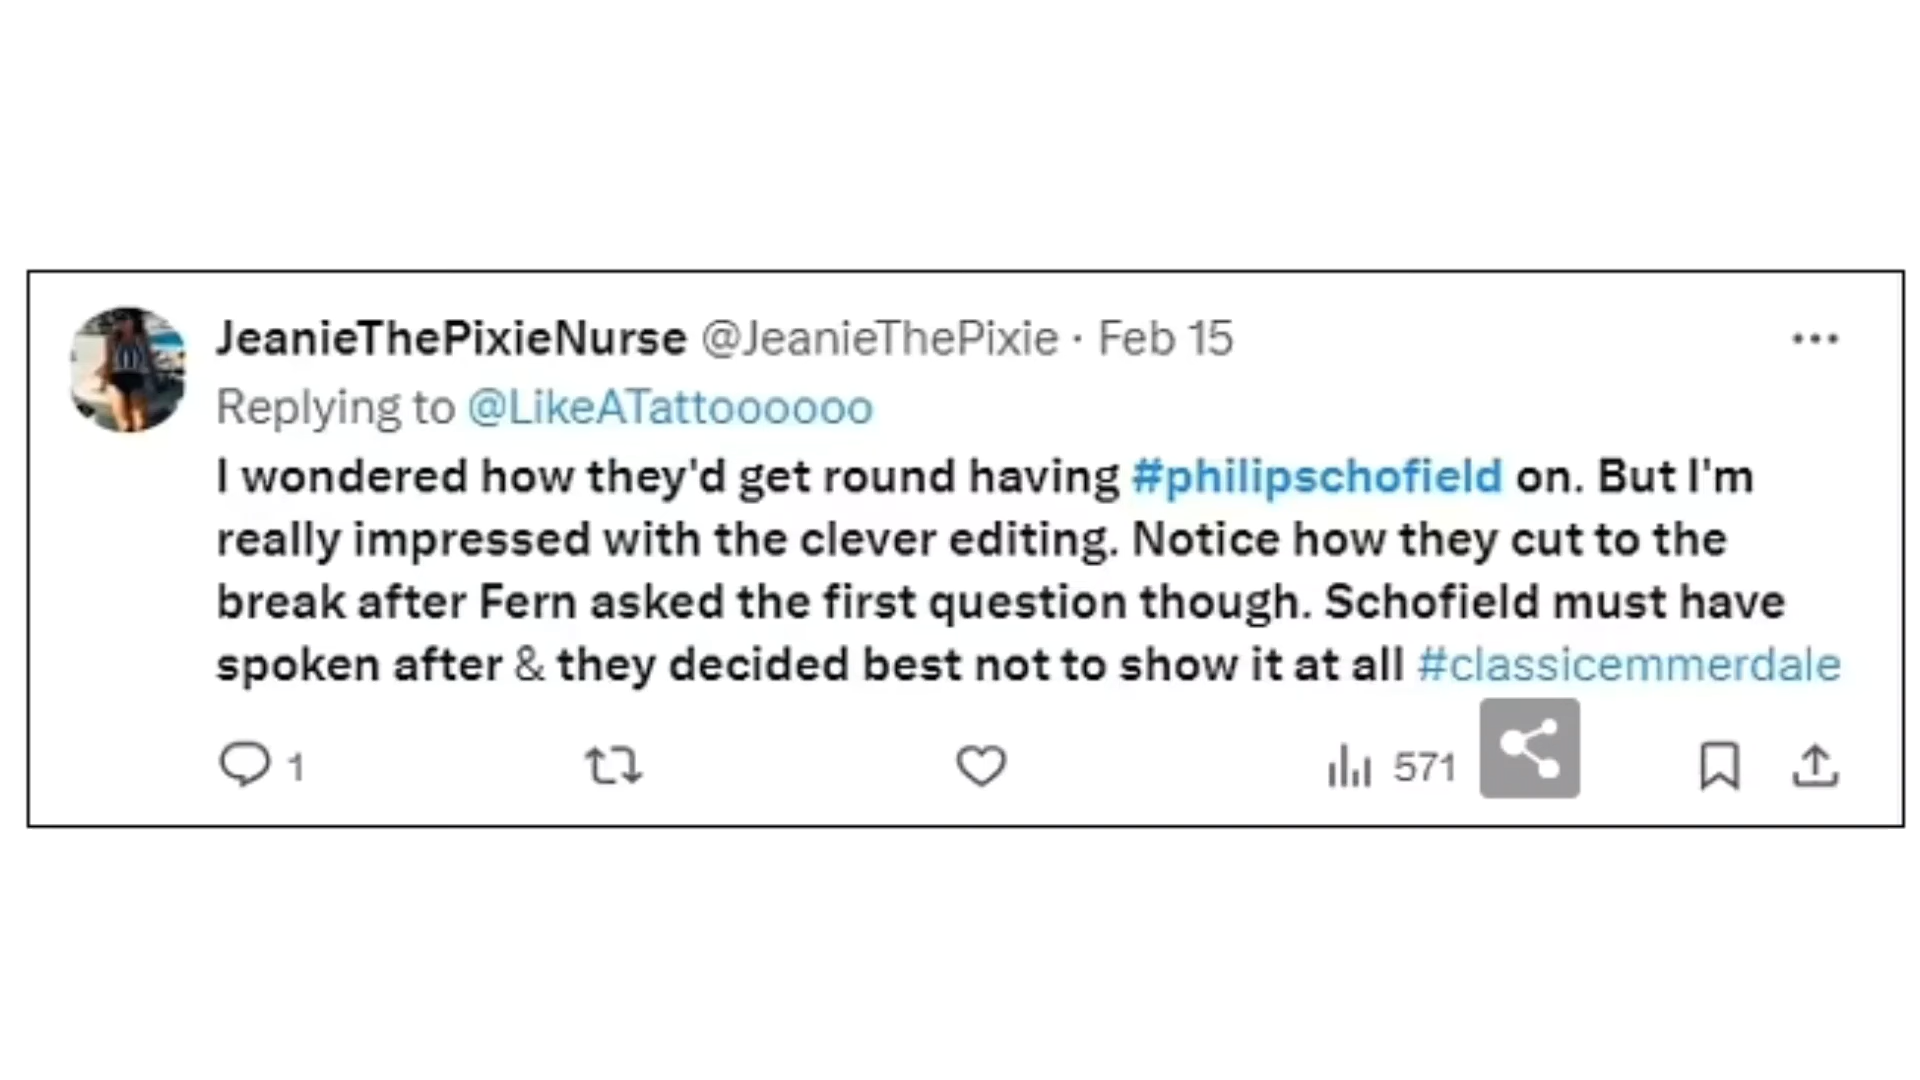 JeanieThePixieNurse @JeanieThePixie · Feb 15
Replying to @LikeATattoooooo
I wondered how they'd get round having #philipschofield on. But I'm
really impressed with the clever editing. Notice how they cut to the
break after Fern asked the first question though. Schofield must have
spoken after & they decided best not to show it at all #classicemmerdale
1 571